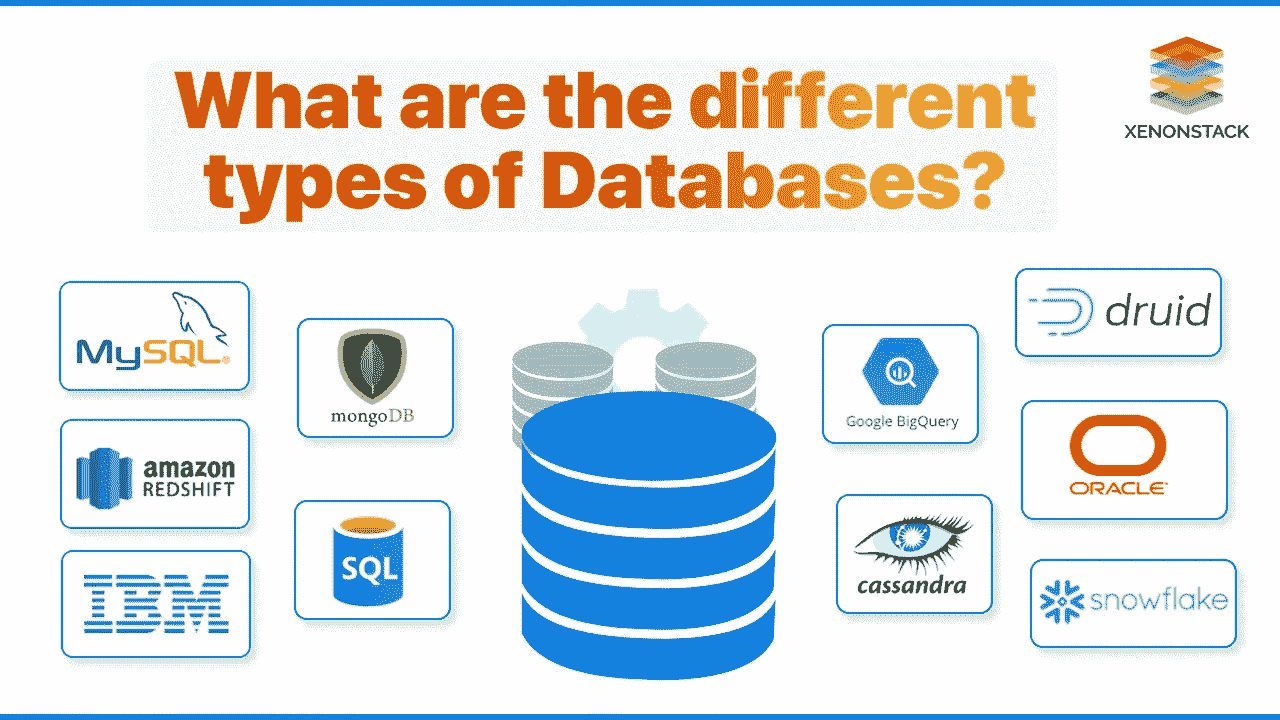 What are the different
types of Databases?
XENONSTACK
MySQL®
mongoDB
amazon
REDSHIFT
IBM
SQL
Google BigQuery
cassandra
druid
ORACLE
snowflake